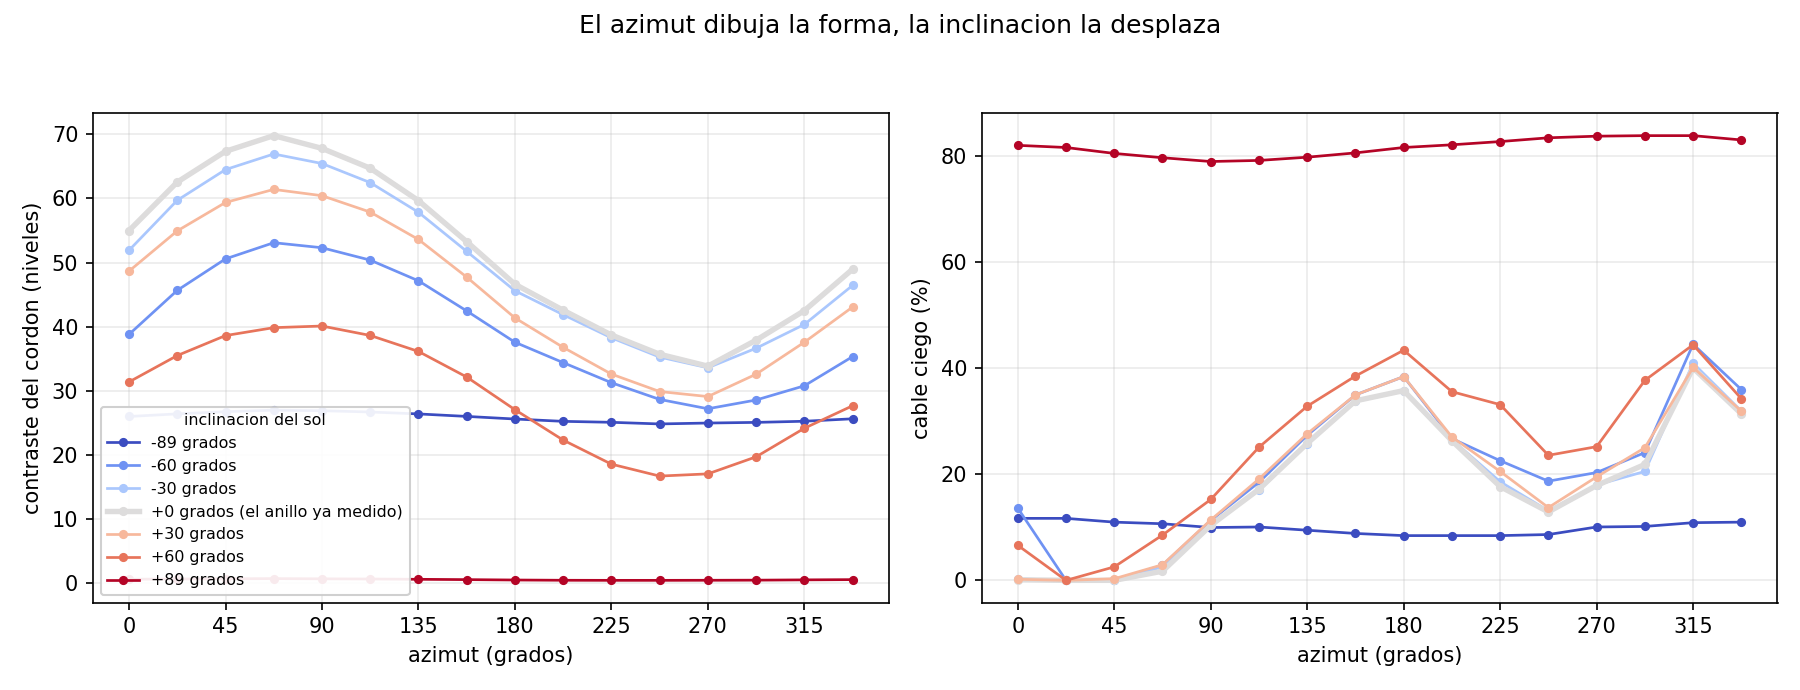 El azimut dibuja la forma, la inclinacion la desplaza
contraste del cordon (niveles)
70
60
50
40
30
20
10
0
inclinacion del sol
-89 grados
-60 grados
-30 grados
+0 grados (el anillo ya medido)
+30 grados
+60 grados
+89 grados
0 45 90 135 180 225 270 315
azimut (grados)
cable ciego (%)
80
60
40
20
0
0 45 90 135 180 225 270 315
azimut (grados)